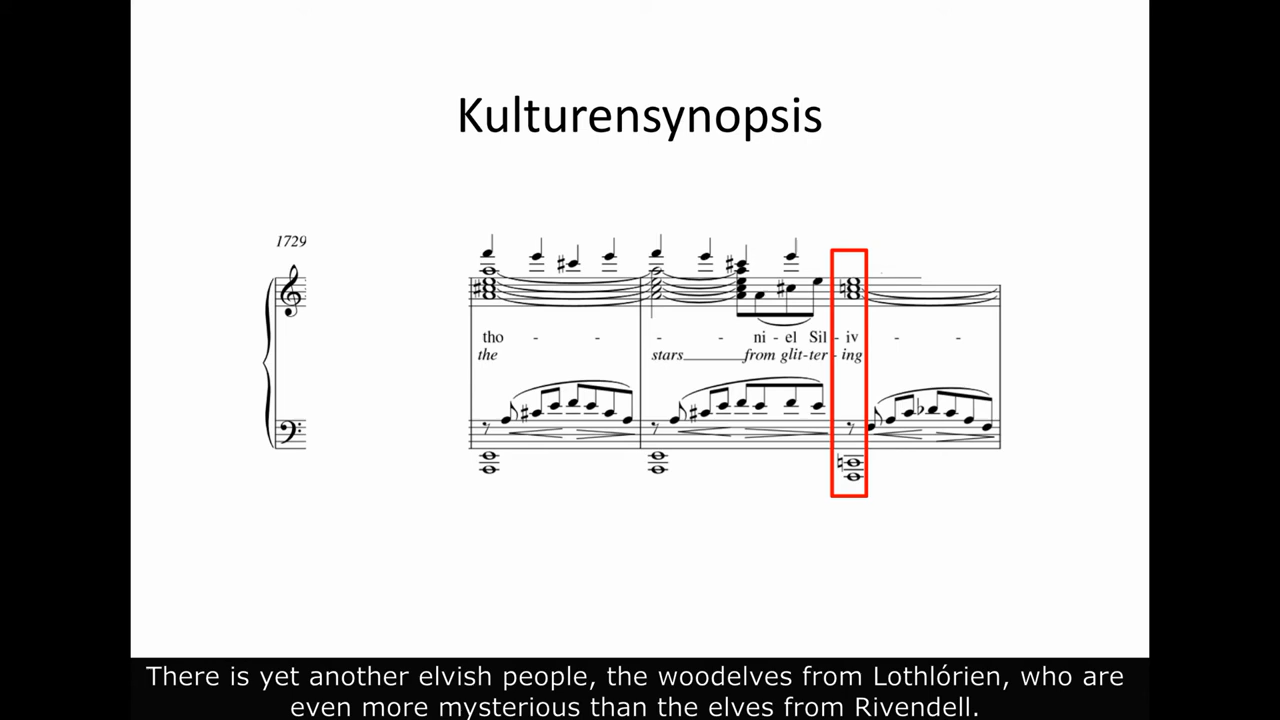 Kulturensynopsis
1729
tho - - - - - ni - el Sil - iv - -
the stars from glit-ter - ing
There is yet another elvish people, the woodelves from Lothlórien, who are
even more mysterious than the elves from Rivendell.